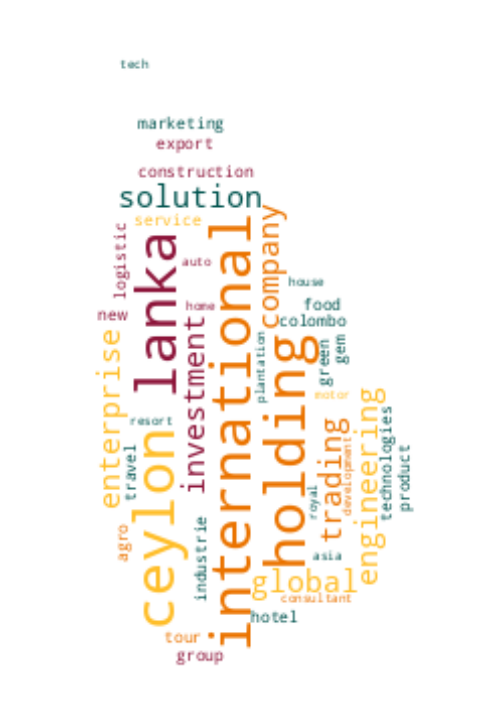 tech
marketing
export
construction
solution
service
logistic
lanka
international
company
auto
house
home
new
food
colombo
investment
enterprise
holding
plantation
green
gem
motor
resort
ceylon
travel
trading
development
engineering
technologies
product
royal
industrie
agro
asia
global
consultant
hotel
tour
group